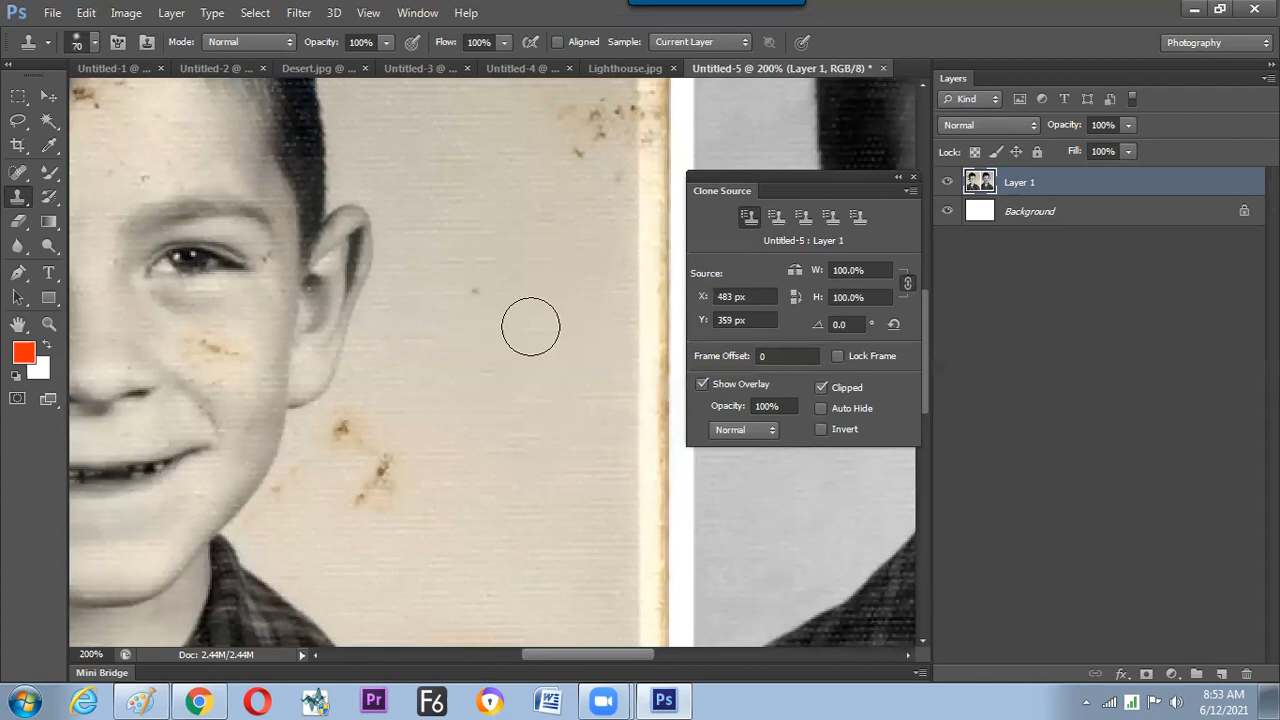 Ps File Edit Image Layer Type Select Filter 3D View Window Help
70 Mode: Normal Opacity: 100% Flow: 100% Aligned Sample: Current Layer Photography
Untitled-1 @ ... × Untitled-2 @ ... × Desert.jpg @ ... × Untitled-3 @ ... × Untitled-4 @ ... × Lighthouse.jpg × Untitled-5 @ 200% (Layer 1, RGB/8) * ×
Layers
Kind
Normal Opacity: 100%
Lock: Fill: 100%
Layer 1
Background
Clone Source
Untitled-5 : Layer 1
Source: W: 100.0%
X: 483 px H: 100.0%
Y: 359 px 0.0 °
Frame Offset: 0 Lock Frame
Show Overlay Clipped
Opacity: 100% Auto Hide
Normal Invert
200% Doc: 2.44M/2.44M
Mini Bridge
Pr F6 W Ps
8:53 AM
6/12/2021